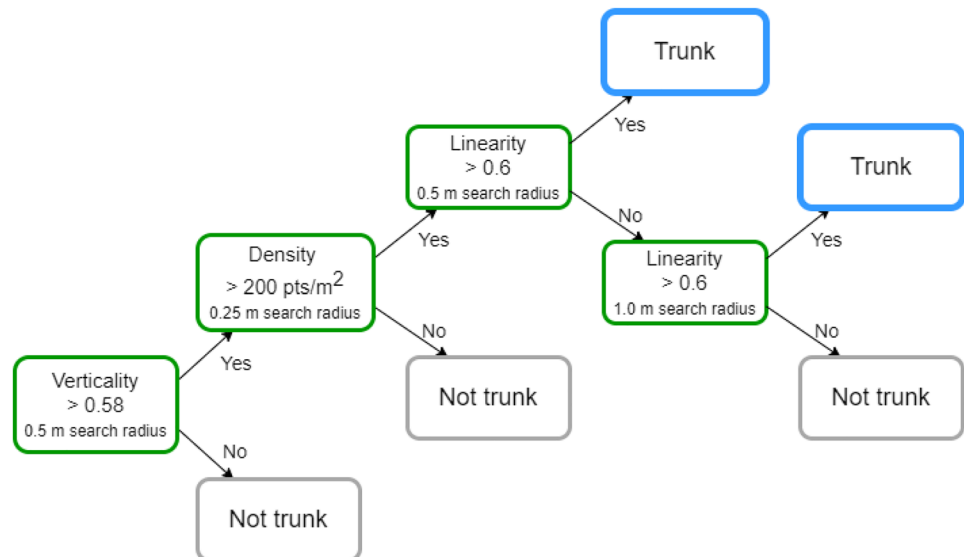 Trunk
Yes
Linearity
> 0.6
0.5 m search radius
Trunk
No
Yes
Linearity
> 0.6
1.0 m search radius
Yes
Density
> 200 pts/m²
0.25 m search radius
No
No
Not trunk
Not trunk
Yes
Verticality
> 0.58
0.5 m search radius
No
Not trunk